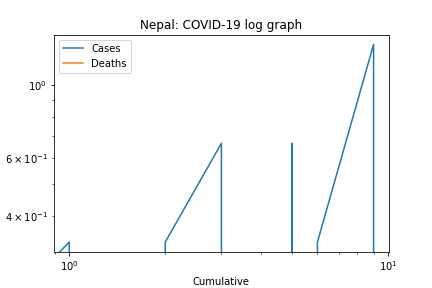 Nepal: COVID-19 log graph
Cases
Deaths
10⁰
6 × 10⁻¹
4 × 10⁻¹
10⁰ 10¹
Cumulative